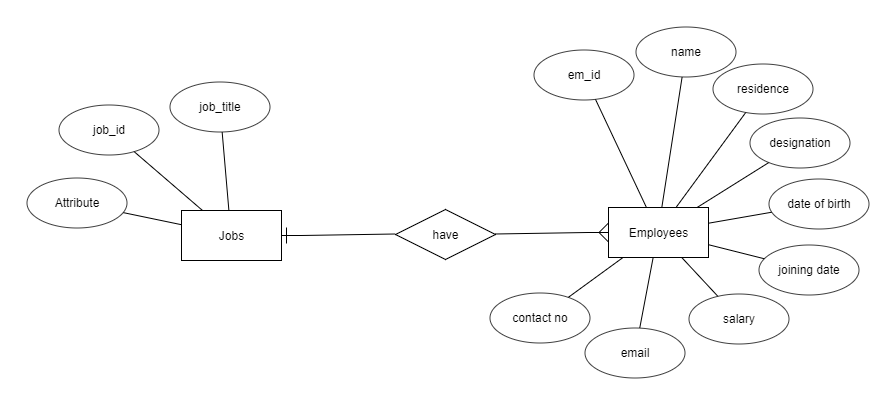 em_id
name
residence
job_id
job_title
designation
Attribute
date of birth
Jobs
have
Employees
joining date
contact no
salary
email